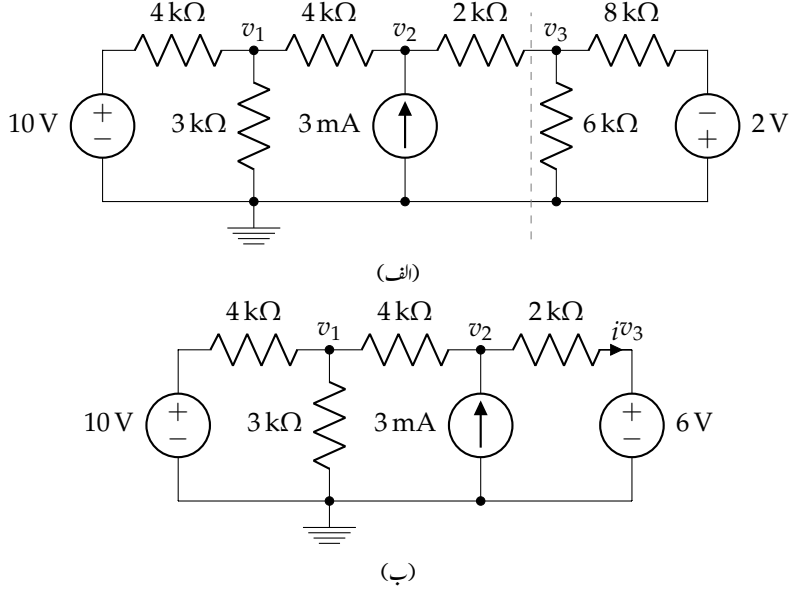 4 kΩ 4 kΩ 2 kΩ 8 kΩ
v₁ v₂ v₃
10 V + − 3 kΩ 3 mA 6 kΩ − + 2 V
(الف)
4 kΩ 4 kΩ 2 kΩ
v₁ v₂ i v₃
10 V + − 3 kΩ 3 mA + − 6 V
(ب)